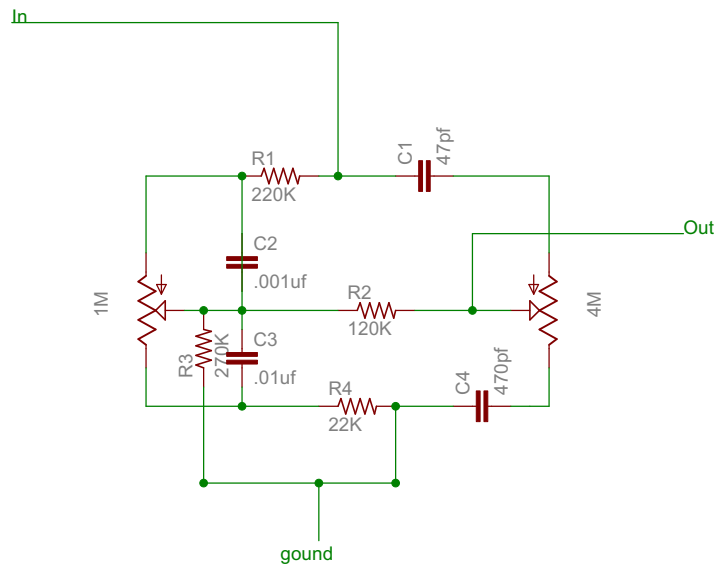 In
C1
47pf
R1
220K
Out
C2
.001uf
1M
R2
120K
4M
R3
270K
C3
.01uf
R4
22K
C4
470pf
gound